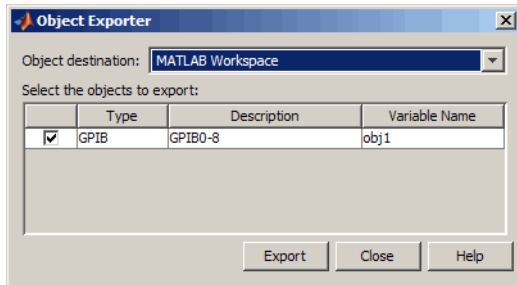 Object Exporter
Object destination: MATLAB Workspace
Select the objects to export:
Type Description Variable Name
GPIB GPIB0-8 obj1
Export Close Help